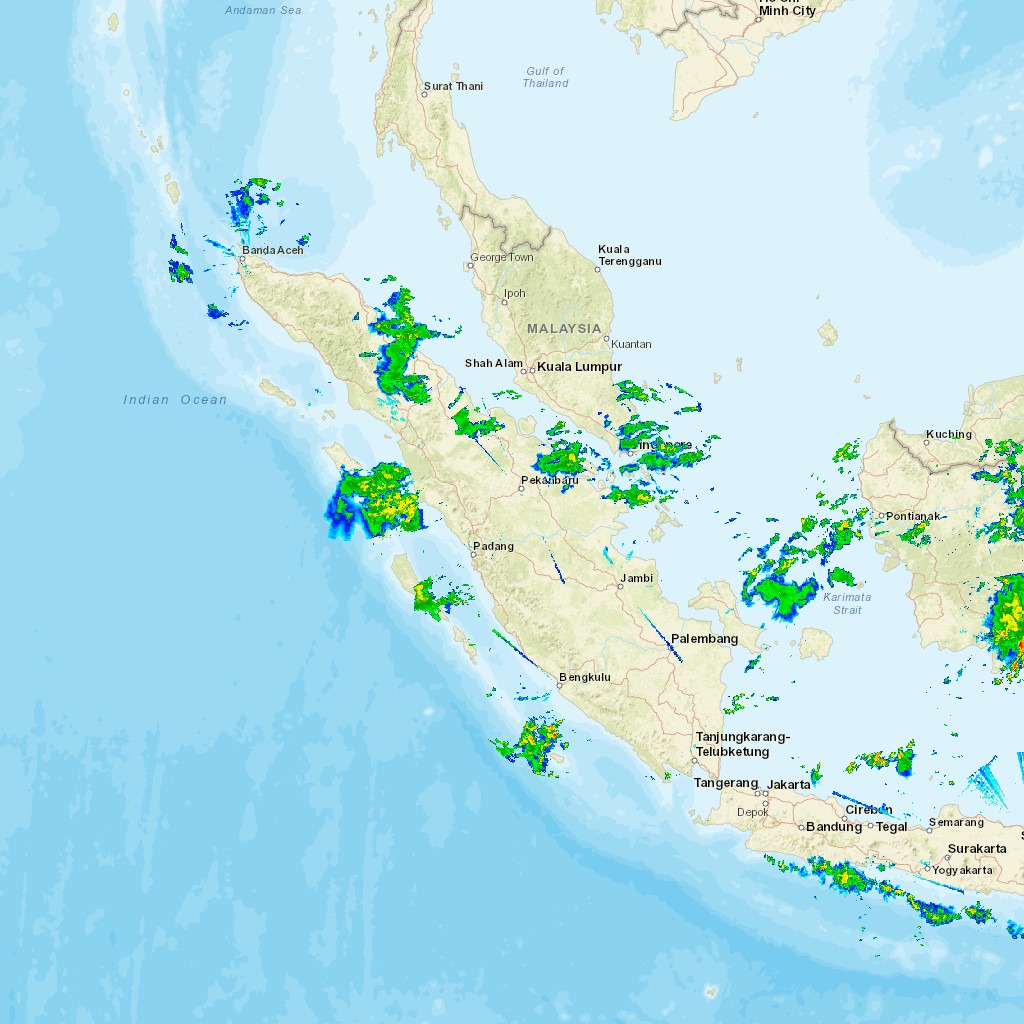 Andaman Sea
Ho Chi
Minh City
Gulf of
Thailand
Surat Thani
Banda Aceh
George Town
Kuala
Terengganu
Ipoh
MALAYSIA
Kuantan
Shah Alam
Kuala Lumpur
Indian Ocean
Kuching
Singapore
Pekanbaru
Pontianak
Padang
Jambi
Karimata
Strait
Palembang
Bengkulu
Tanjungkarang-
Telubketung
Tangerang
Jakarta
Depok
Cirebon
Bandung
Tegal
Semarang
Surakarta
Yogyakarta